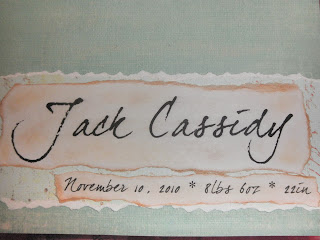 Jack Cassidy
November 10, 2010 * 8lbs 6oz * 22in